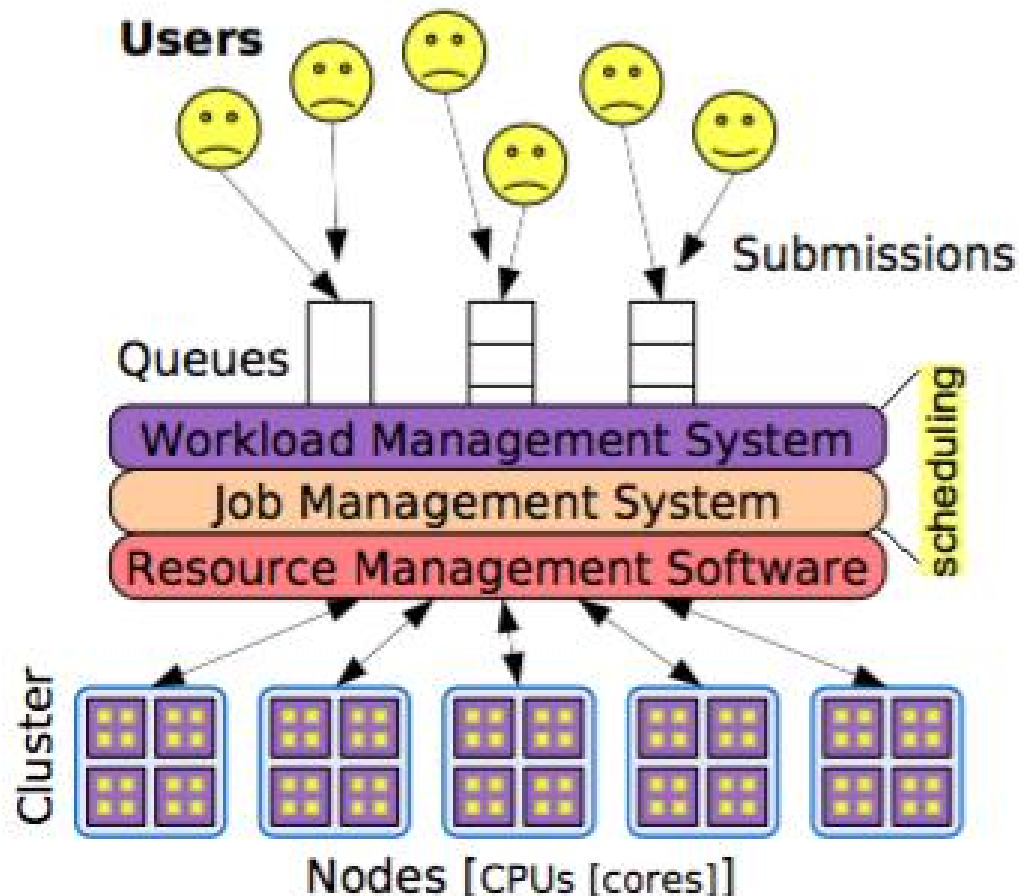 Users
Submissions
Queues
Workload Management System
Job Management System
Resource Management Software
scheduling
Cluster
Nodes [CPUs [cores]]